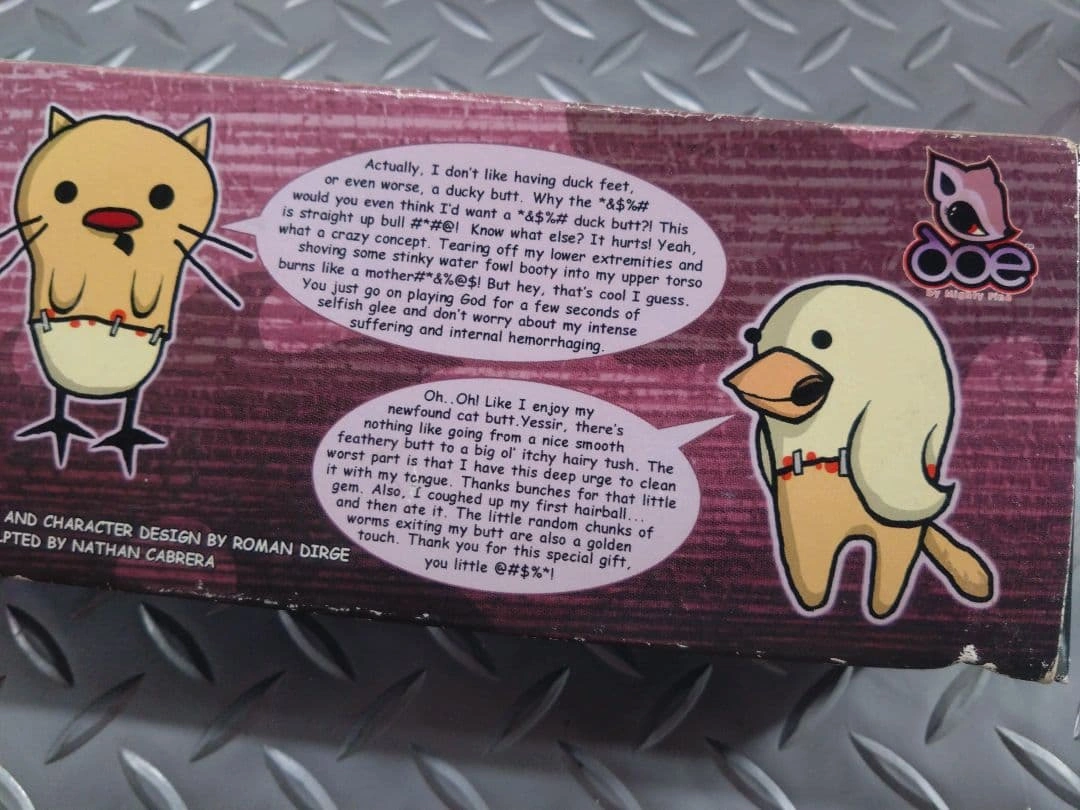 Actually, I don't like having duck feet,
or even worse, a ducky butt. Why the *&$%#
would you even think I'd want a *&$%# duck butt?! This
is straight up bull #*#@! Know what else? It hurts! Yeah,
what a crazy concept. Tearing off my lower extremities and
shoving some stinky water fowl booty into my upper torso
burns like a mother#*&%@$! But hey, that's cool I guess.
You just go on playing God for a few seconds of
selfish glee and don't worry about my intense
suffering and internal hemorrhaging.
doe
by Mighty Fine
Oh..Oh! Like I enjoy my
newfound cat butt.Yessir, there's
nothing like going from a nice smooth
feathery butt to a big ol' itchy hairy tush. The
worst part is that I have this deep urge to clean
it with my tongue. Thanks bunches for that little
gem. Also, I coughed up my first hairball...
and then ate it. The little random chunks of
worms exiting my butt are also a golden
touch. Thank you for this special gift,
you little @#$%*!
AND CHARACTER DESIGN BY ROMAN DIRGE
LPTED BY NATHAN CABRERA